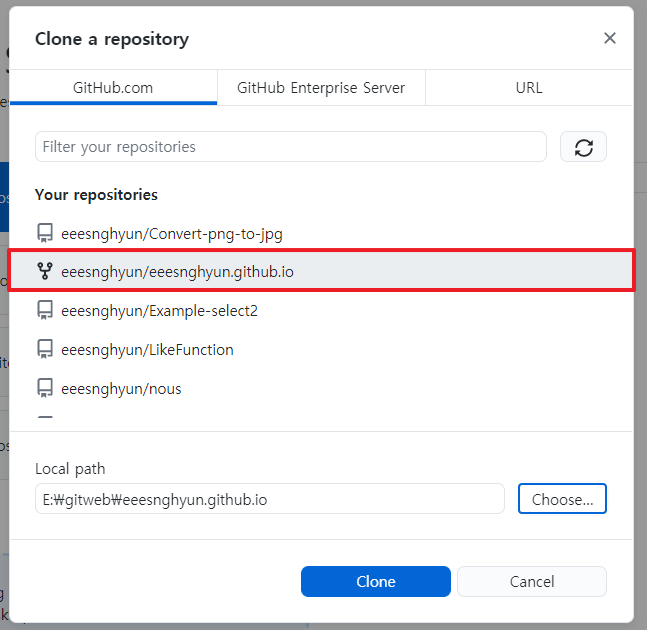 Clone a repository
GitHub.com
GitHub Enterprise Server
URL
Filter your repositories
Your repositories
eeesnghyun/Convert-png-to-jpg
eeesnghyun/eeesnghyun.github.io
eeesnghyun/Example-select2
eeesnghyun/LikeFunction
eeesnghyun/nous
Local path
E:₩gitweb₩eeesnghyun.github.io
Choose...
Clone
Cancel